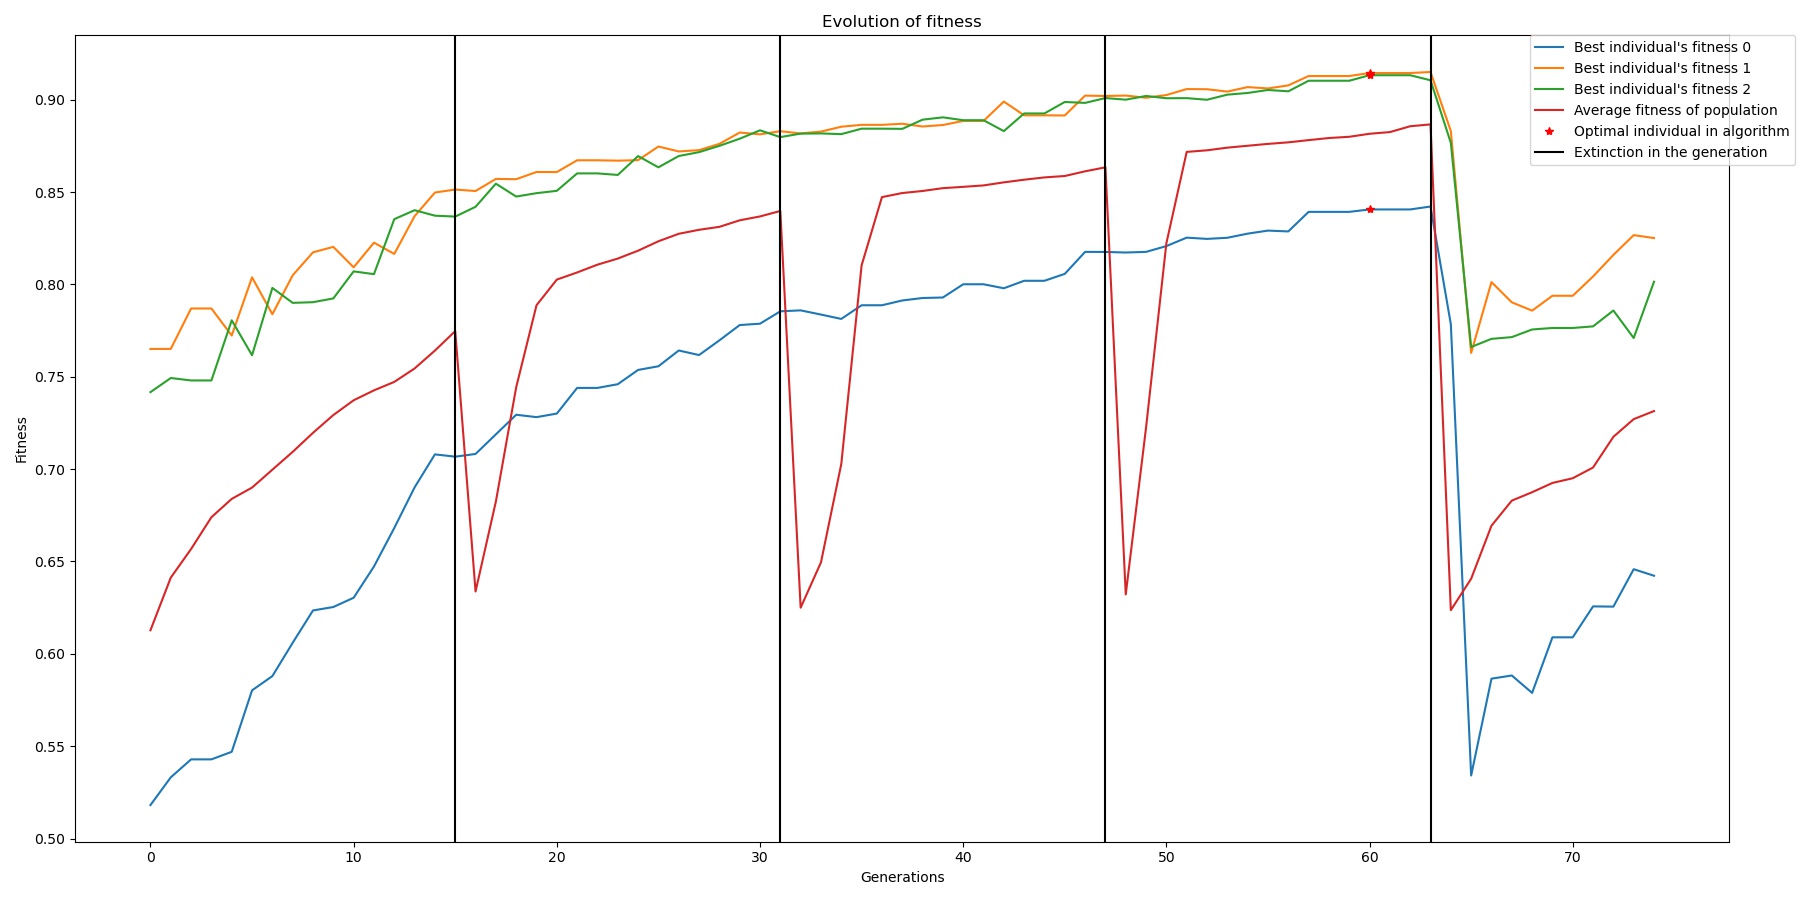 Evolution of fitness
Best individual's fitness 0
Best individual's fitness 1
Best individual's fitness 2
Average fitness of population
Optimal individual in algorithm
Extinction in the generation
0.90
0.85
0.80
0.75
0.70
0.65
0.60
0.55
0.50
Fitness
0 10 20 30 40 50 60 70
Generations